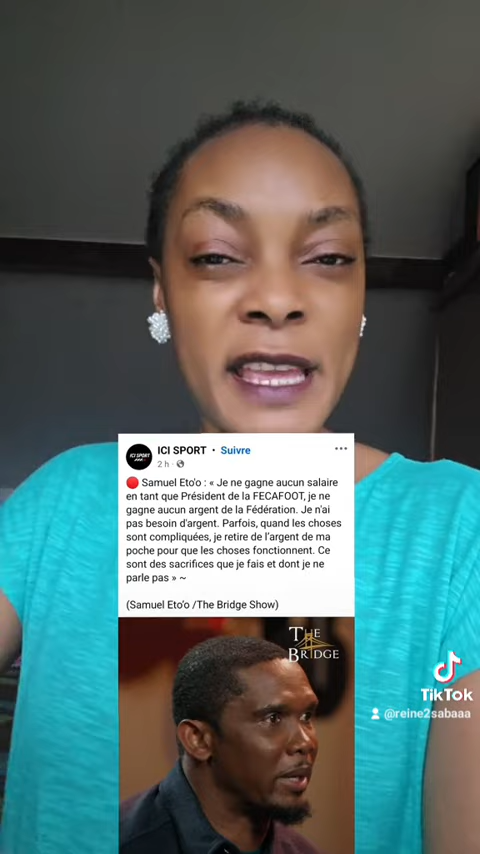 ICI SPORT
ICI SPORT • Suivre
2 h
Samuel Eto'o : « Je ne gagne aucun salaire
en tant que Président de la FECAFOOT, je ne
gagne aucun argent de la Fédération. Je n'ai
pas besoin d'argent. Parfois, quand les choses
sont compliquées, je retire de l'argent de ma
poche pour que les choses fonctionnent. Ce
sont des sacrifices que je fais et dont je ne
parle pas » ~
(Samuel Eto'o /The Bridge Show)
THE
BRIDGE
TikTok
@reine2sabaaa